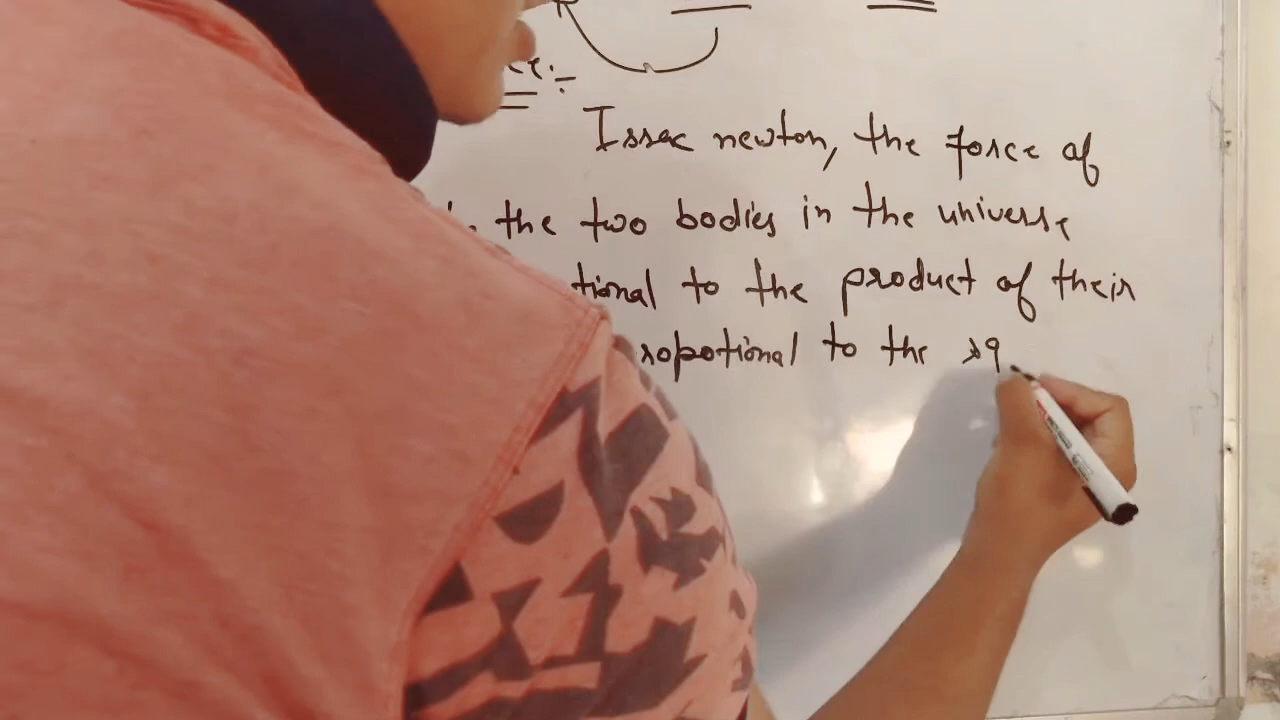 Issac newton, the force of
the two bodies in the universe
tional to the product of their
ropotional to the sq